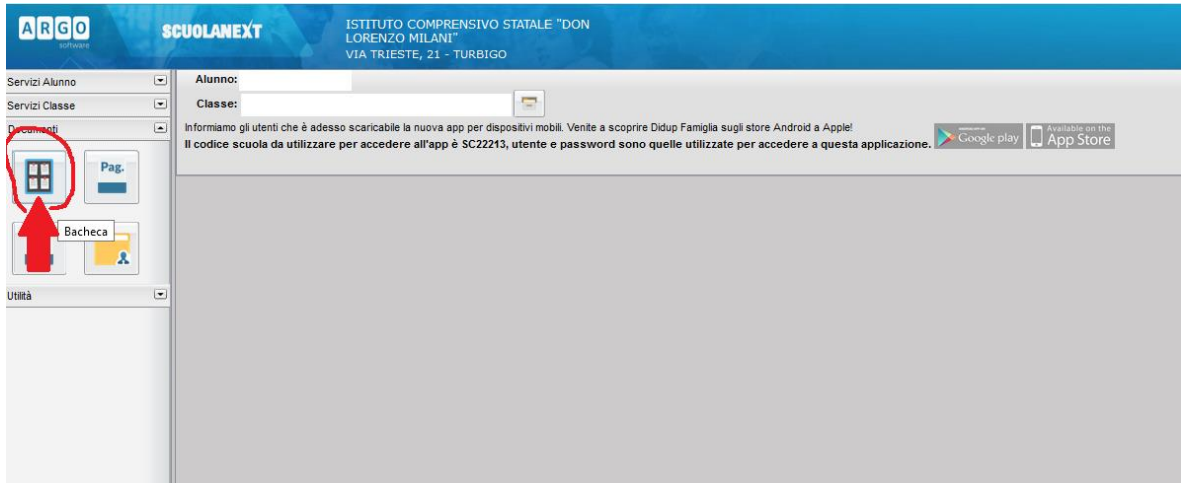 ARGO
software
SCUOLANEXT
ISTITUTO COMPRENSIVO STATALE "DON
LORENZO MILANI"
VIA TRIESTE, 21 - TURBIGO
Servizi Alunno
Servizi Classe
Documenti
Pag.
Bacheca
Utilità
Alunno:
Classe:
Informiamo gli utenti che è adesso scaricabile la nuova app per dispositivi mobili. Venite a scoprire Didup Famiglia sugli store Android a Apple!
Il codice scuola da utilizzare per accedere all'app è SC22213, utente e password sono quelle utilizzate per accedere a questa applicazione.
Google play
Available on the
App Store